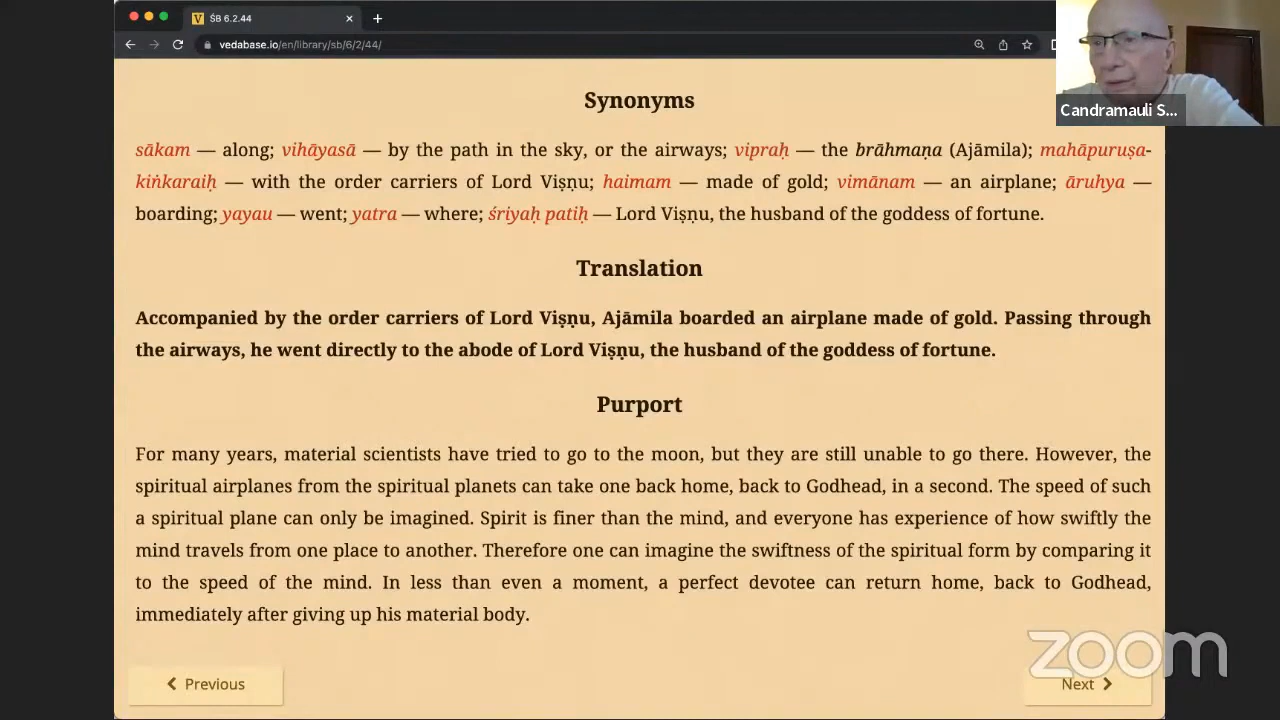 ŚB 6.2.44
vedabase.io/en/library/sb/6/2/44/
Candramauli S...
Synonyms
sākam — along; vihāyasā — by the path in the sky, or the airways; vipraḥ — the brāhmaṇa (Ajāmila); mahāpuruṣa-
kiṅkaraiḥ — with the order carriers of Lord Viṣṇu; haimam — made of gold; vimānam — an airplane; āruhya —
boarding; yayau — went; yatra — where; śriyaḥ patiḥ — Lord Viṣṇu, the husband of the goddess of fortune.
Translation
Accompanied by the order carriers of Lord Viṣṇu, Ajāmila boarded an airplane made of gold. Passing through
the airways, he went directly to the abode of Lord Viṣṇu, the husband of the goddess of fortune.
Purport
For many years, material scientists have tried to go to the moon, but they are still unable to go there. However, the
spiritual airplanes from the spiritual planets can take one back home, back to Godhead, in a second. The speed of such
a spiritual plane can only be imagined. Spirit is finer than the mind, and everyone has experience of how swiftly the
mind travels from one place to another. Therefore one can imagine the swiftness of the spiritual form by comparing it
to the speed of the mind. In less than even a moment, a perfect devotee can return home, back to Godhead,
immediately after giving up his material body.
zoom
Previous
Next